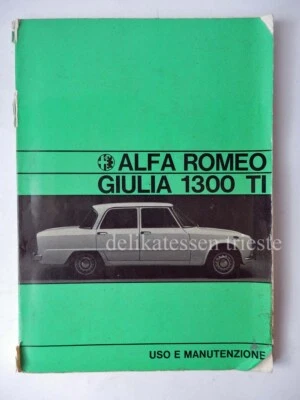 ALFA ROMEO
GIULIA 1300 TI
delikatessen trieste
USO E MANUTENZIONE